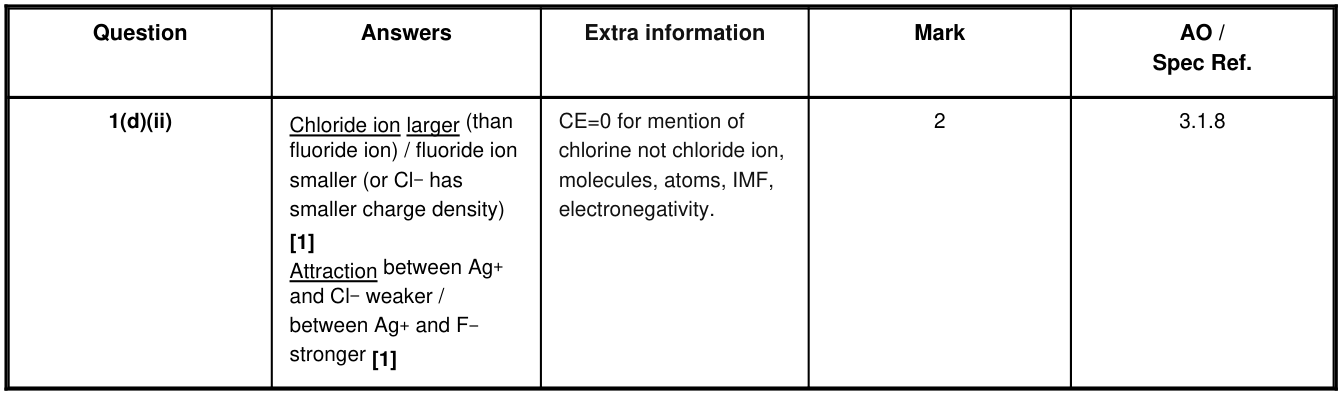 Question Answers Extra information Mark AO /
Spec Ref.
1(d)(ii)
Chloride ion larger (than
fluoride ion) / fluoride ion
smaller (or Cl− has
smaller charge density)
[1]
Attraction between Ag+
and Cl− weaker /
between Ag+ and F−
stronger [1]
CE=0 for mention of
chlorine not chloride ion,
molecules, atoms, IMF,
electronegativity.
2
3.1.8